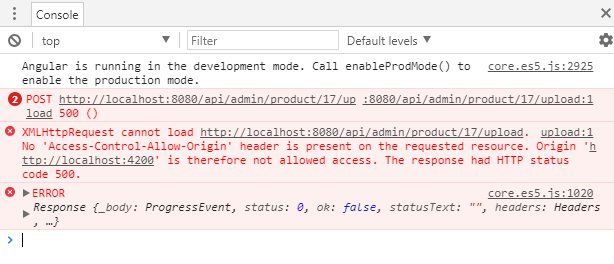 Console
top ▼ Filter Default levels ▼
Angular is running in the development mode. Call enableProdMode() to core.es5.js:2925
enable the production mode.
2 POST http://localhost:8080/api/admin/product/17/up :8080/api/admin/product/17/upload:1
load 500 ()
XMLHttpRequest cannot load http://localhost:8080/api/admin/product/17/upload. upload:1
No 'Access-Control-Allow-Origin' header is present on the requested resource. Origin 'h
ttp://localhost:4200' is therefore not allowed access. The response had HTTP status
code 500.
▶ERROR core.es5.js:1020
Response {_body: ProgressEvent, status: 0, ok: false, statusText: "", headers: Headers
▶, …}
>